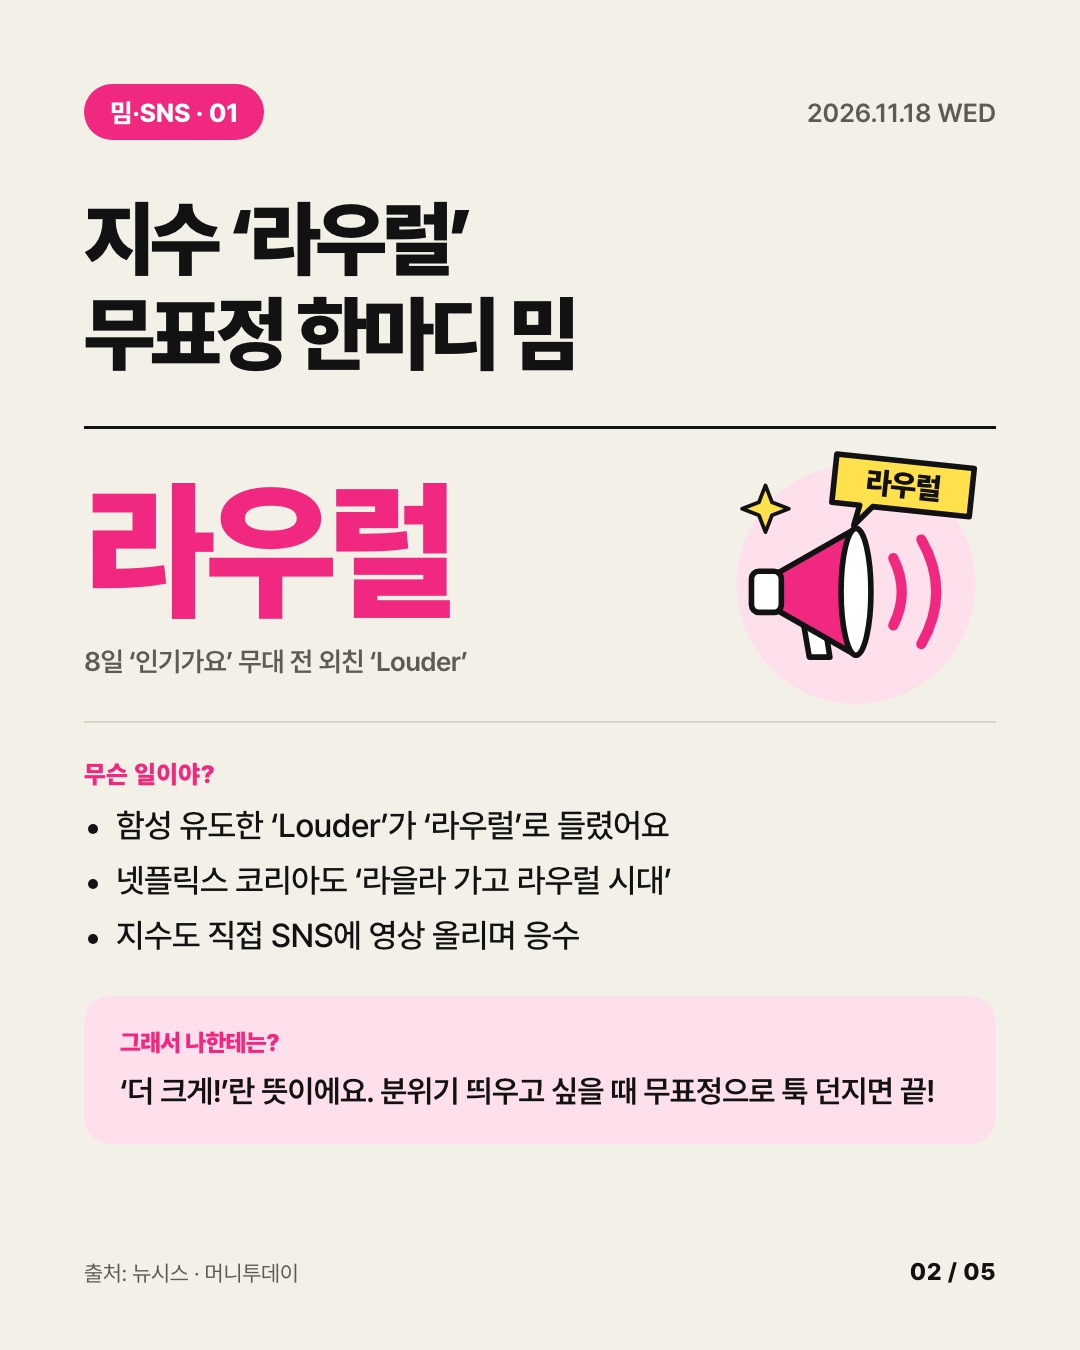 밈·SNS · 01
2026.11.18 WED
지수 ‘라우럴’
무표정 한마디 밈
라우럴
라우럴
8일 ‘인기가요’ 무대 전 외친 ‘Louder’
무슨 일이야?
• 함성 유도한 ‘Louder’가 ‘라우럴’로 들렸어요
• 넷플릭스 코리아도 ‘라을라 가고 라우럴 시대’
• 지수도 직접 SNS에 영상 올리며 응수
그래서 나한테는?
‘더 크게!’란 뜻이에요. 분위기 띄우고 싶을 때 무표정으로 툭 던지면 끝!
출처: 뉴시스 · 머니투데이
02 / 05